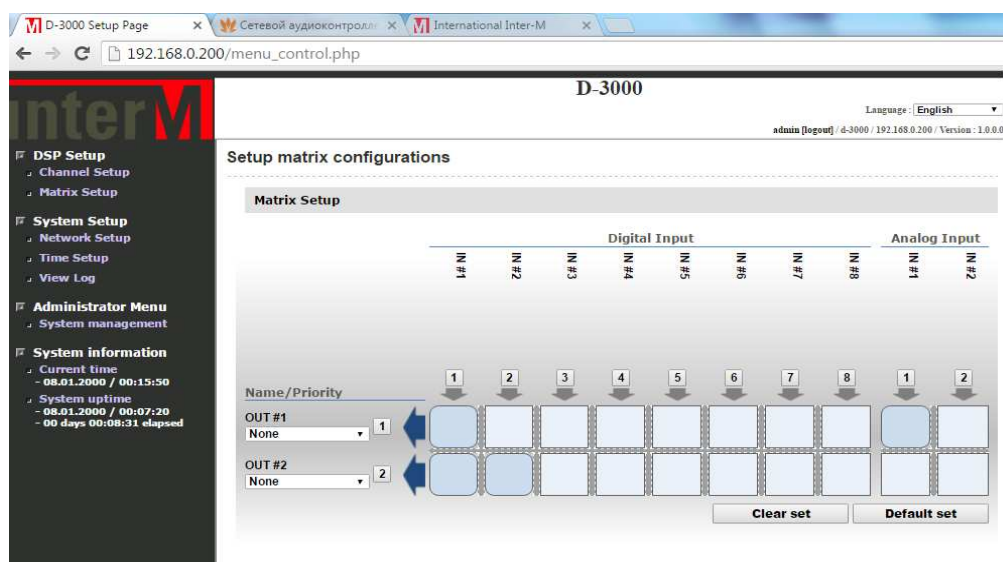 D-3000 Setup Page
Сетевой аудиоконтролле
International Inter-M
192.168.0.200/menu_control.php
interM
D-3000
Language : English
admin [logout] / d-3000 / 192.168.0.200 / Version : 1.0.0.0
DSP Setup
Channel Setup
Matrix Setup
System Setup
Network Setup
Time Setup
View Log
Administrator Menu
System management
System information
Current time
- 08.01.2000 / 00:15:50
System uptime
- 08.01.2000 / 00:07:20
- 00 days 00:08:31 elapsed
Setup matrix configurations
Matrix Setup
Digital Input
Analog Input
IN #1 IN #2 IN #3 IN #4 IN #5 IN #6 IN #7 IN #8 IN #1 IN #2
1 2 3 4 5 6 7 8 1 2
Name/Priority
OUT #1
None
1
OUT #2
None
2
Clear set
Default set